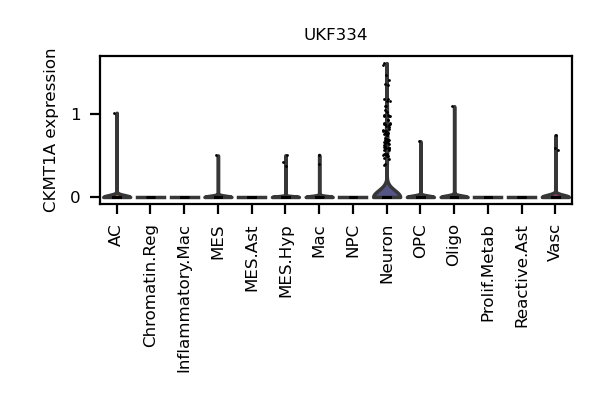 UKF334
CKMT1A expression
1
0
AC
Chromatin.Reg
Inflammatory.Mac
MES
MES.Ast
MES.Hyp
Mac
NPC
Neuron
OPC
Oligo
Prolif.Metab
Reactive.Ast
Vasc